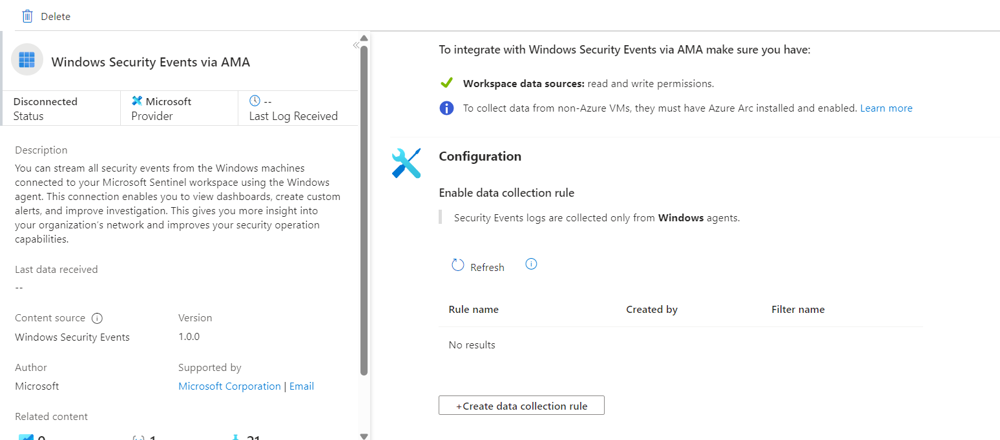 Delete
Windows Security Events via AMA
Disconnected
Status
Microsoft
Provider
--
Last Log Received
Description
You can stream all security events from the Windows machines
connected to your Microsoft Sentinel workspace using the Windows
agent. This connection enables you to view dashboards, create custom
alerts, and improve investigation. This gives you more insight into
your organization's network and improves your security operation
capabilities.
Last data received
--
Content source
Version
Windows Security Events
1.0.0
Author
Supported by
Microsoft
Microsoft Corporation | Email
Related content
To integrate with Windows Security Events via AMA make sure you have:
Workspace data sources: read and write permissions.
To collect data from non-Azure VMs, they must have Azure Arc installed and enabled. Learn more
Configuration
Enable data collection rule
Security Events logs are collected only from Windows agents.
Refresh
Rule name Created by Filter name
No results
+Create data collection rule